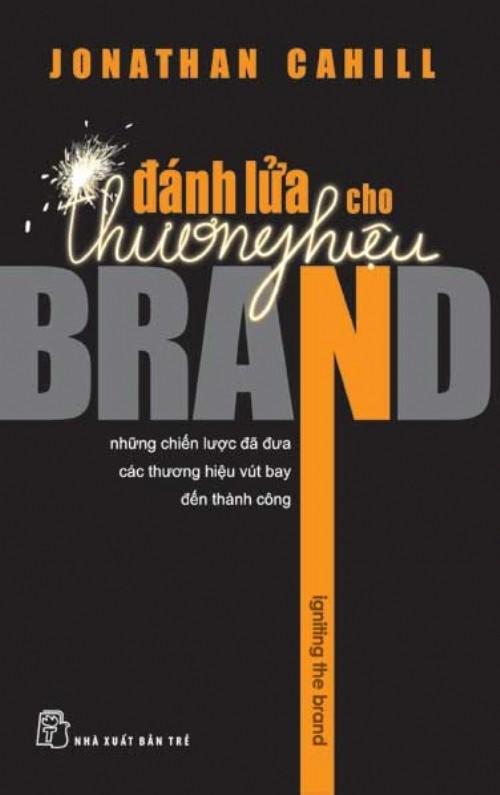 JONATHAN CAHILL
đánh lửa cho
thương hiệu
BRAND
những chiến lược đã đưa
các thương hiệu vút bay
đến thành công
igniting the brand
NHÀ XUẤT BẢN TRẺ